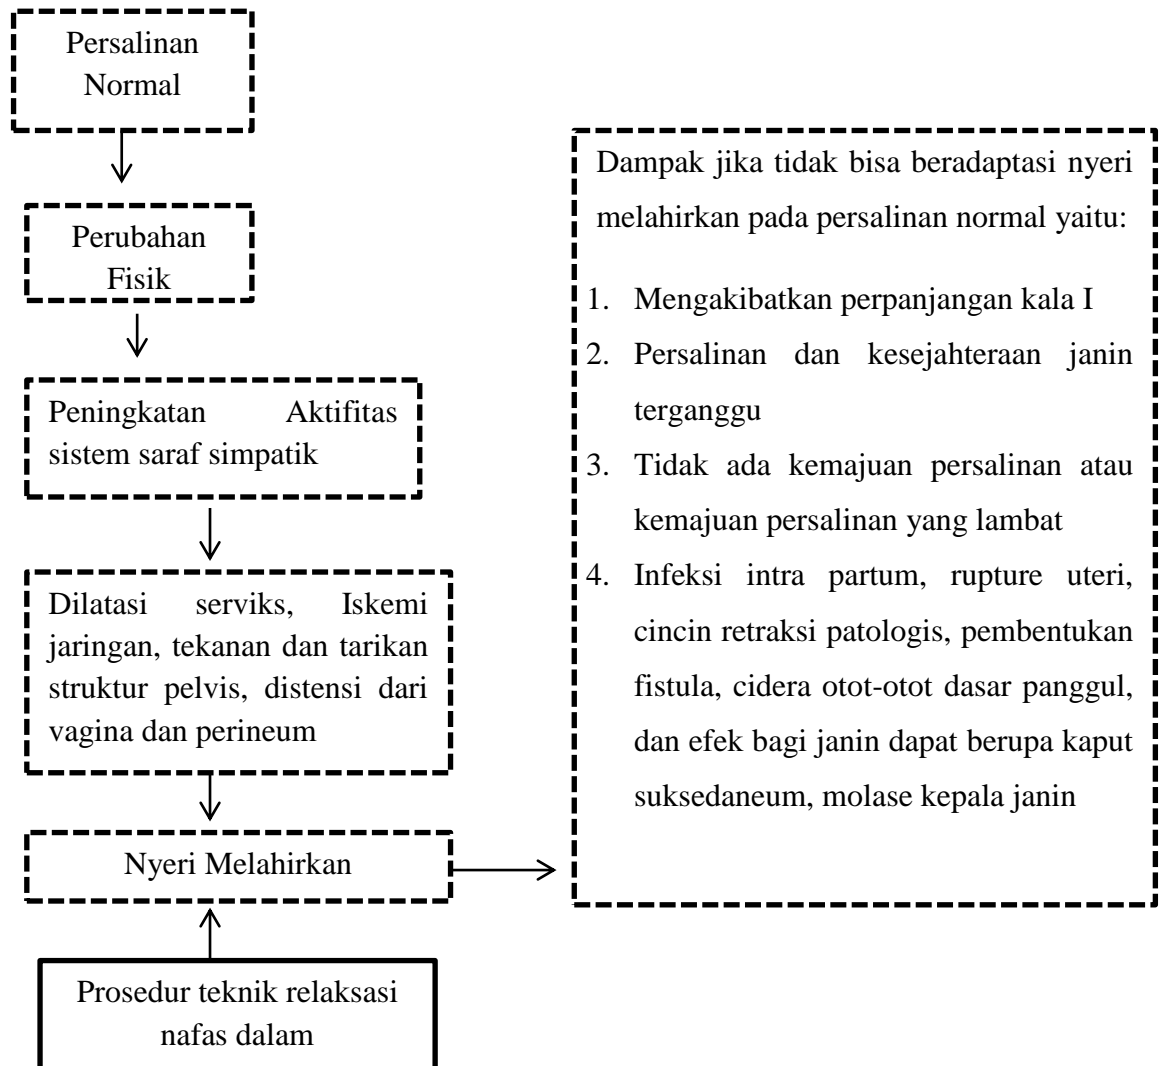 Persalinan
Normal
Perubahan
Fisik
Peningkatan Aktifitas
sistem saraf simpatik
Dilatasi serviks, Iskemi
jaringan, tekanan dan tarikan
struktur pelvis, distensi dari
vagina dan perineum
Nyeri Melahirkan
Prosedur teknik relaksasi
nafas dalam
Dampak jika tidak bisa beradaptasi nyeri
melahirkan pada persalinan normal yaitu:
1. Mengakibatkan perpanjangan kala I
2. Persalinan dan kesejahteraan janin
terganggu
3. Tidak ada kemajuan persalinan atau
kemajuan persalinan yang lambat
4. Infeksi intra partum, rupture uteri,
cincin retraksi patologis, pembentukan
fistula, cidera otot-otot dasar panggul,
dan efek bagi janin dapat berupa kaput
suksedaneum, molase kepala janin